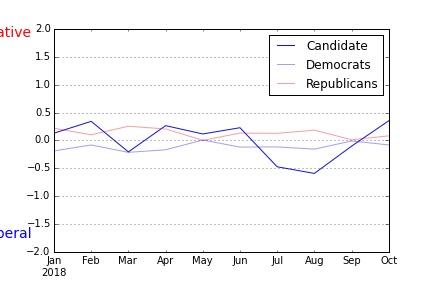 ative
2.0
1.5
1.0
0.5
0.0
−0.5
−1.0
−1.5
−2.0
beral
Candidate
Democrats
Republicans
Jan Feb Mar Apr May Jun Jul Aug Sep Oct
2018